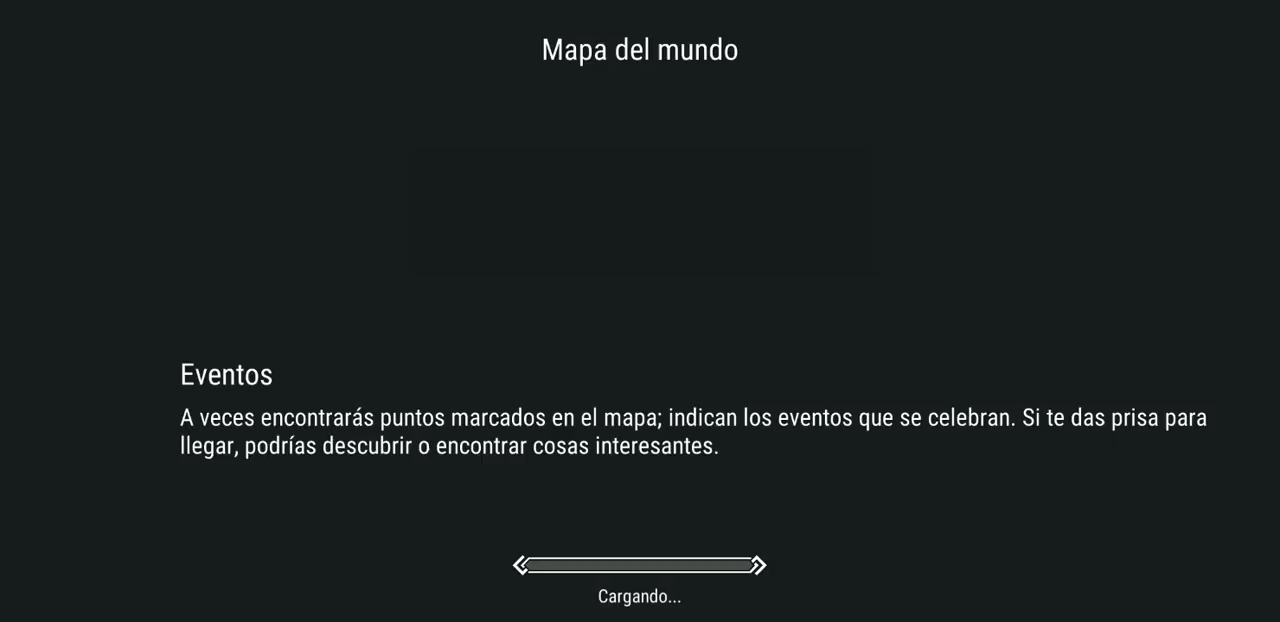 Mapa del mundo
Eventos
A veces encontrarás puntos marcados en el mapa; indican los eventos que se celebran. Si te das prisa para
llegar, podrías descubrir o encontrar cosas interesantes.
Cargando...